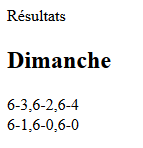 Résultats
Dimanche
6-3,6-2,6-4
6-1,6-0,6-0